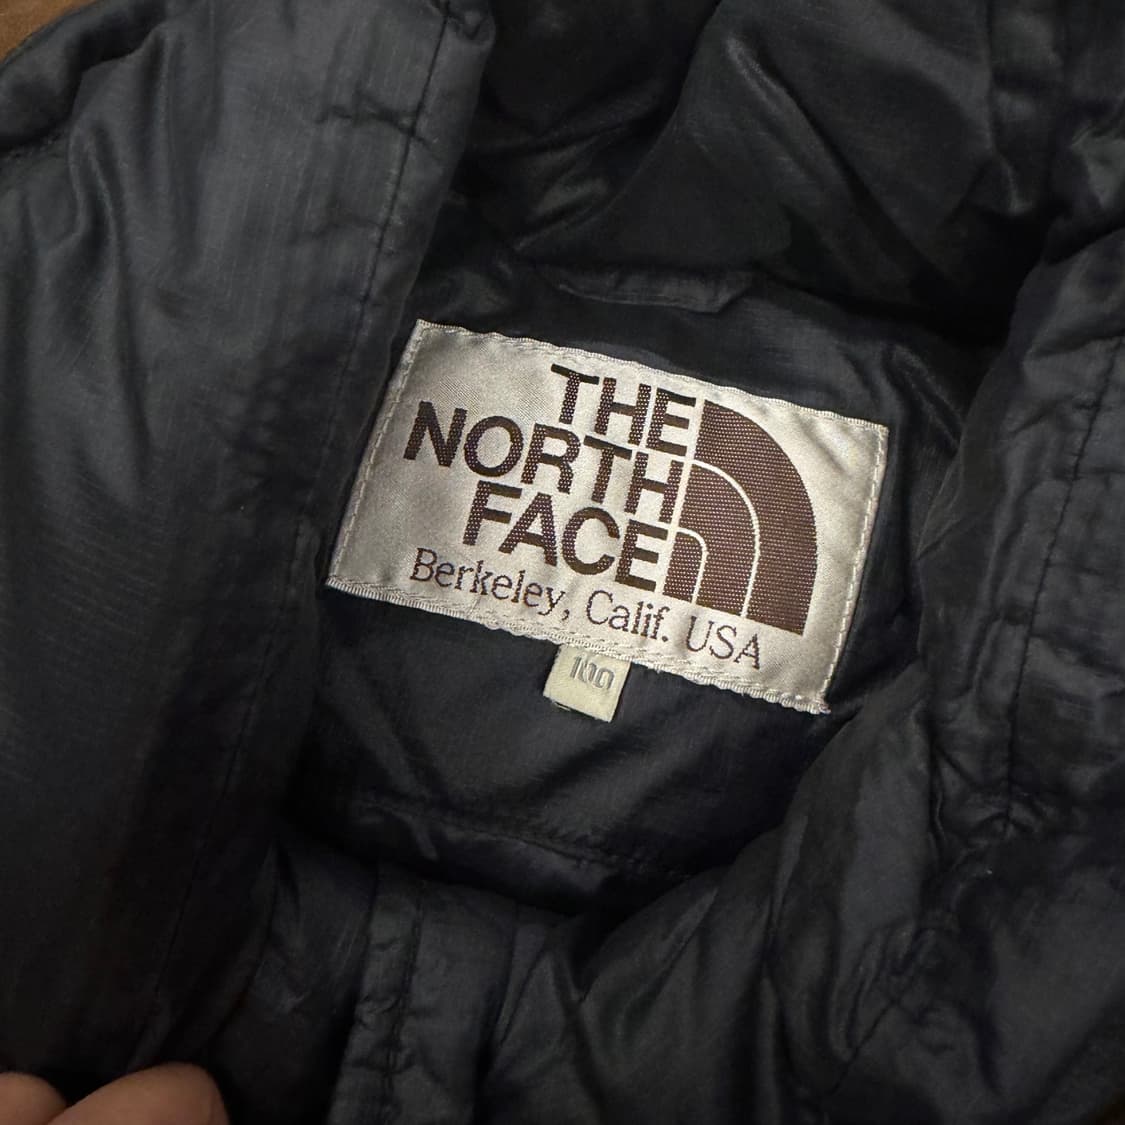 THE
NORTH
FACE
Berkeley, Calif. USA
100